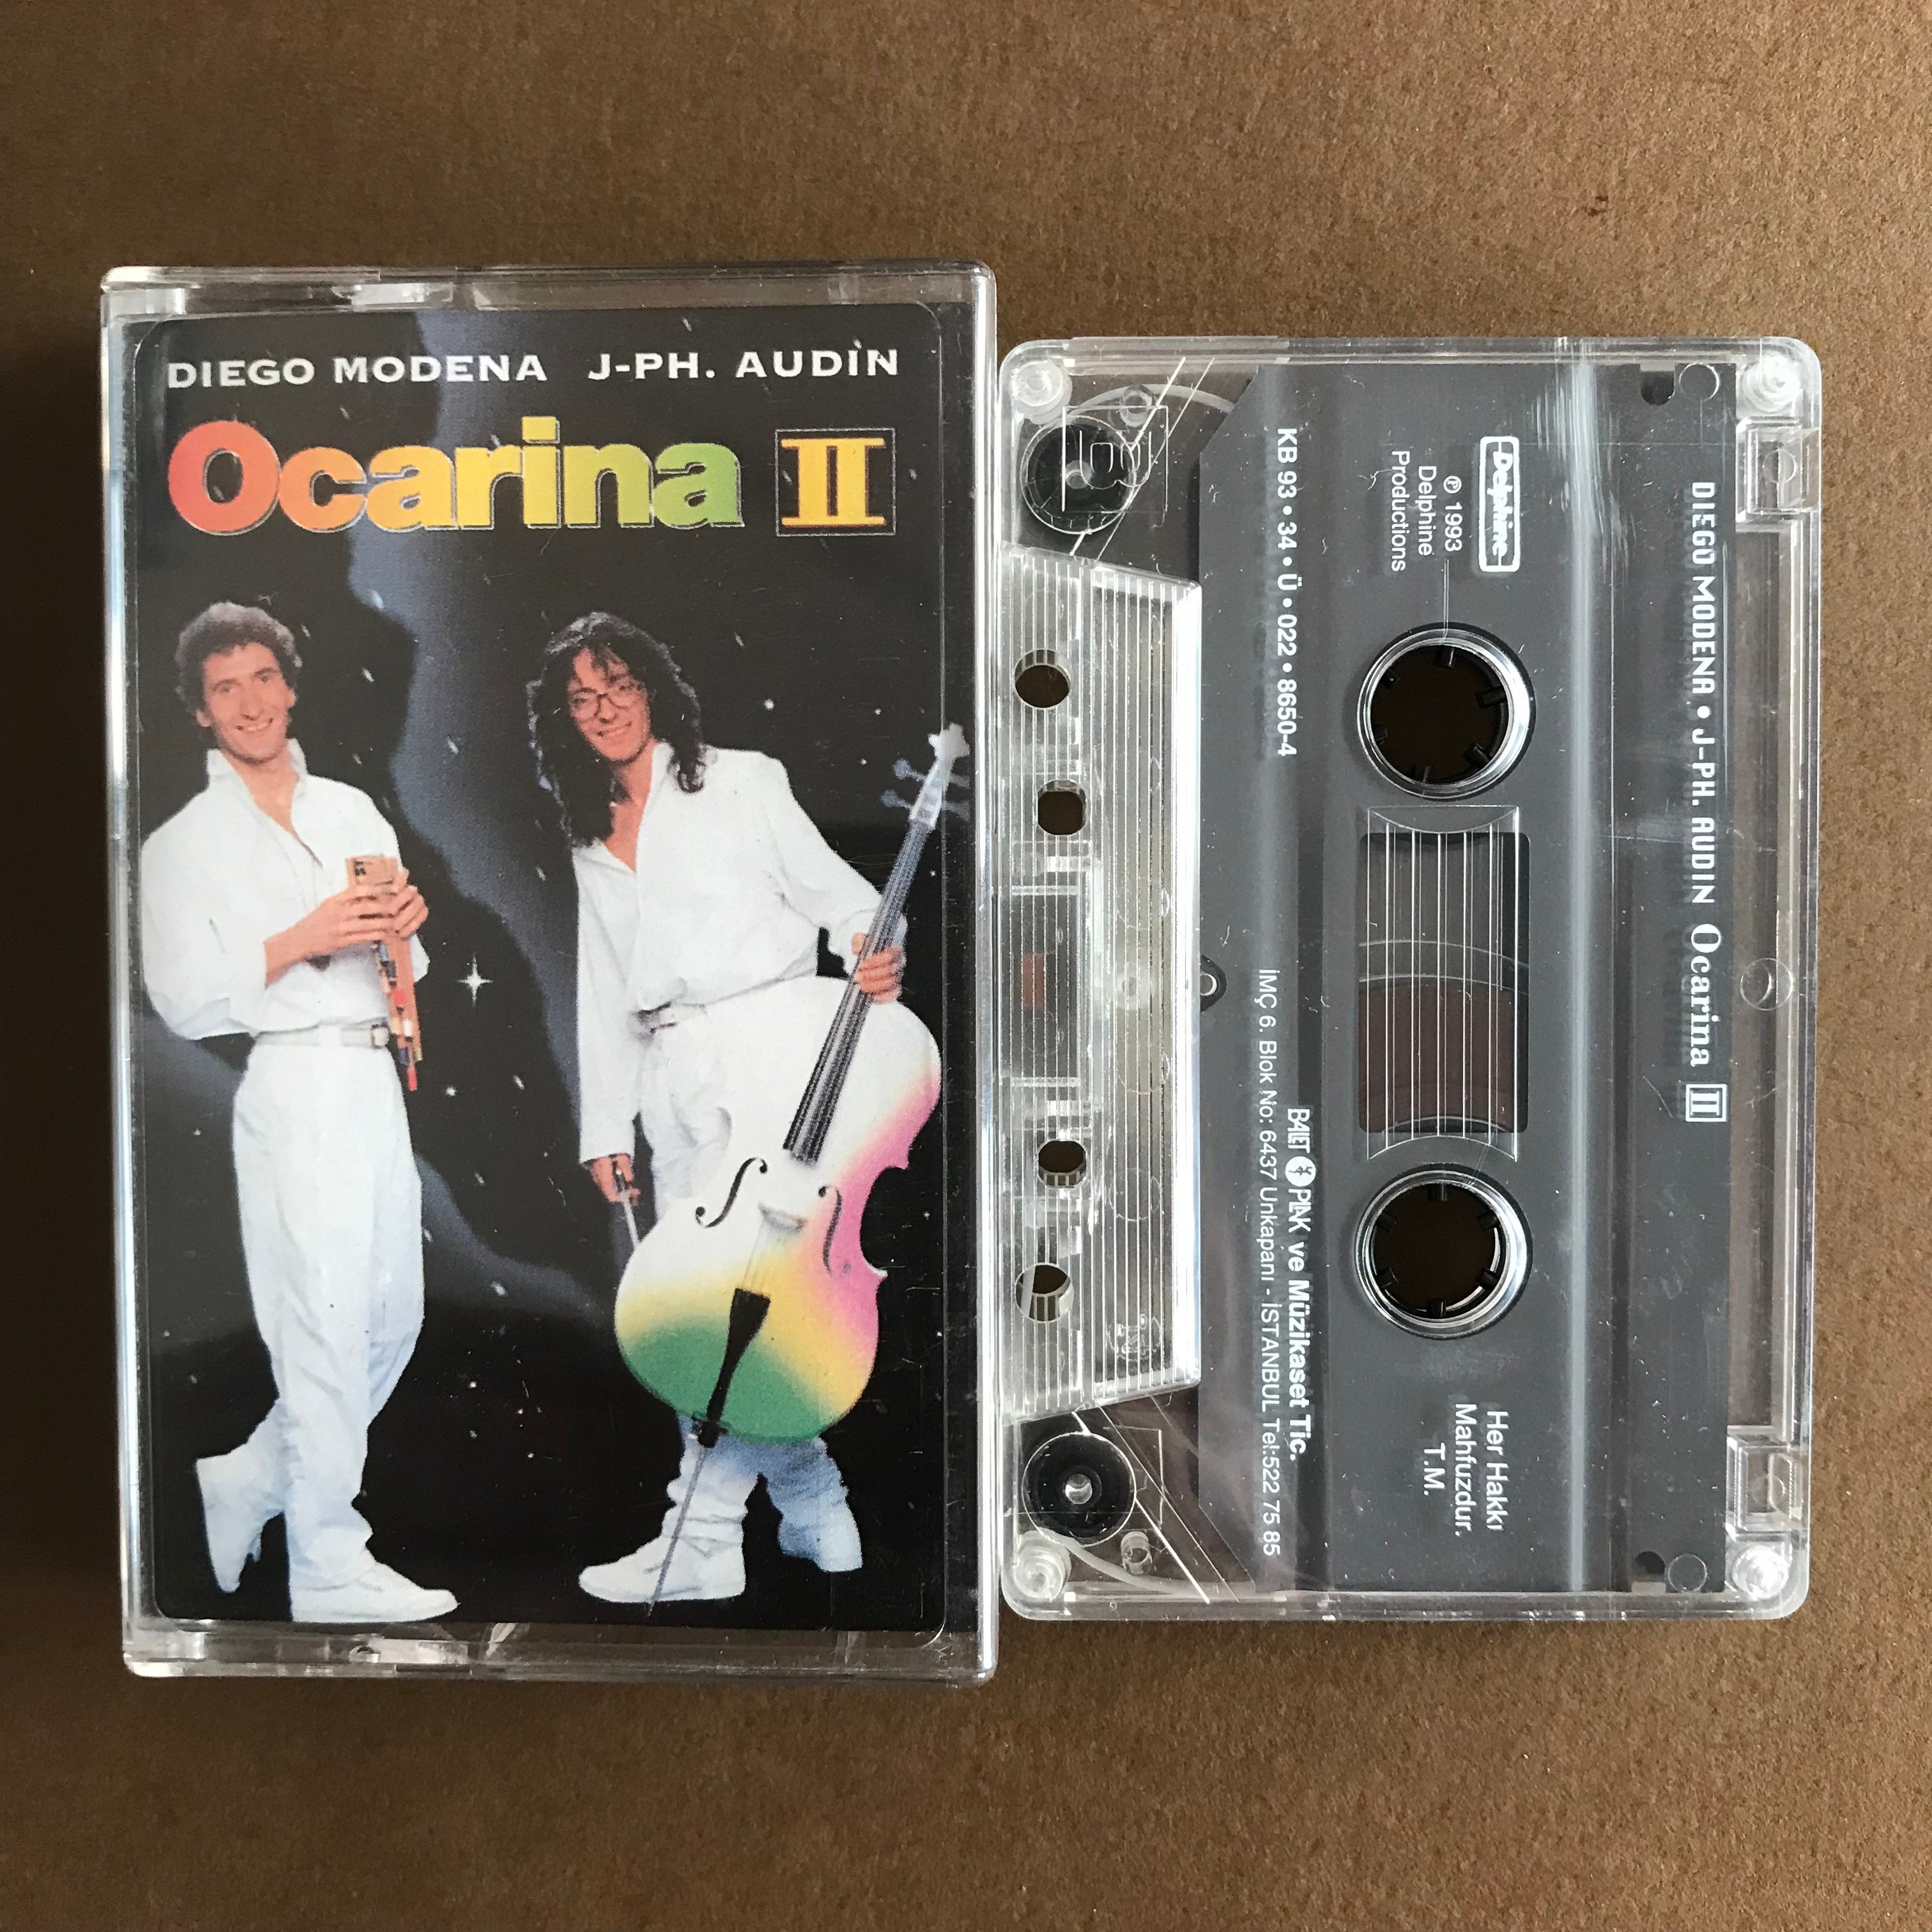 DIEGO MODENA J-PH. AUDIN
Ocarina II
DIEGO MODENA • J-PH. AUDIN Ocarina II
Delphine
℗ 1993
Delphine
Productions
Her Hakkı
Mahfuzdur.
T.M.
KB 93 • 34 • Ü • 022 • 8650-4
BALET PLAK ve Müzikaset Tic.
İMÇ 6. Blok No: 6437 Unkapanı - İSTANBUL Tel:522 75 85